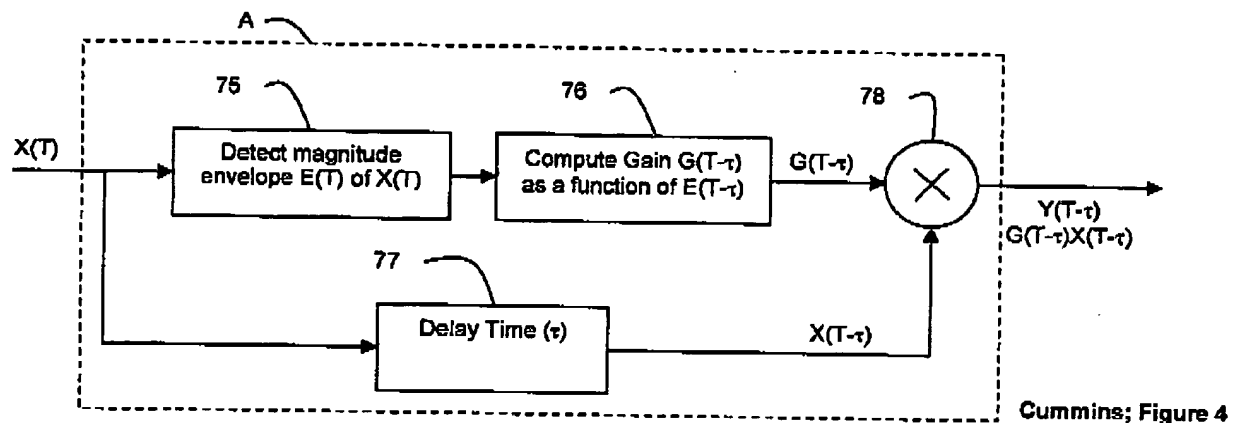 A
75
76
78
X(T)
Detect magnitude
envelope E(T) of X(T)
Compute Gain G(T-τ)
as a function of E(T-τ)
G(T-τ)
Y(T-τ)
G(T-τ)X(T-τ)
77
Delay Time (τ)
X(T-τ)
Cummins; Figure 4